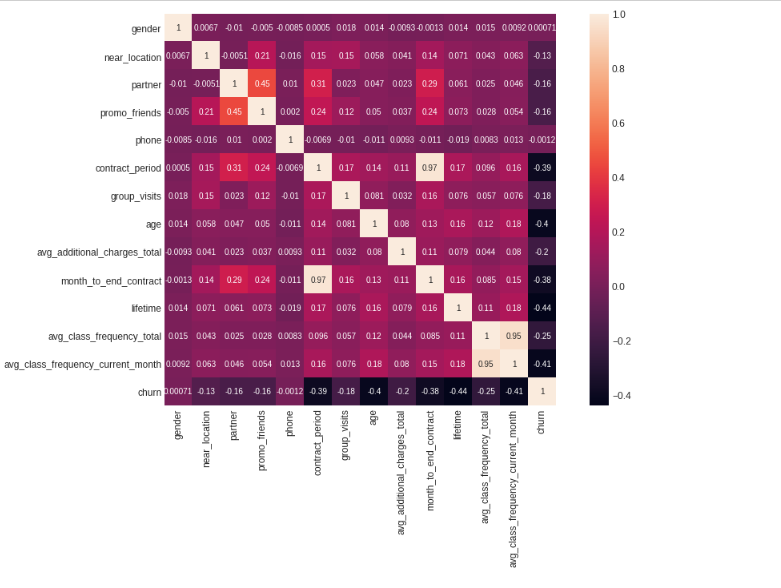 gender 1 0.0067 -0.01 -0.005 -0.0085 0.0005 0.018 0.014 -0.0093 -0.0013 0.014 0.015 0.0092 0.00071
near_location 0.0067 1 -0.0051 0.21 -0.016 0.15 0.15 0.058 0.041 0.14 0.071 0.043 0.063 -0.13
partner -0.01 -0.0051 1 0.45 0.01 0.31 0.023 0.047 0.023 0.29 0.061 0.025 0.046 -0.16
promo_friends -0.005 0.21 0.45 1 0.002 0.24 0.12 0.05 0.037 0.24 0.073 0.028 0.054 -0.16
phone -0.0085 -0.016 0.01 0.002 1 -0.0069 -0.01 -0.011 0.0093 -0.011 -0.019 0.0083 0.013 -0.0012
contract_period 0.0005 0.15 0.31 0.24 -0.0069 1 0.17 0.14 0.11 0.97 0.17 0.096 0.16 -0.39
group_visits 0.018 0.15 0.023 0.12 -0.01 0.17 1 0.081 0.032 0.16 0.076 0.057 0.076 -0.18
age 0.014 0.058 0.047 0.05 -0.011 0.14 0.081 1 0.08 0.13 0.16 0.12 0.18 -0.4
avg_additional_charges_total -0.0093 0.041 0.023 0.037 0.0093 0.11 0.032 0.08 1 0.11 0.079 0.044 0.08 -0.2
month_to_end_contract -0.0013 0.14 0.29 0.24 -0.011 0.97 0.16 0.13 0.11 1 0.16 0.085 0.15 -0.38
lifetime 0.014 0.071 0.061 0.073 -0.019 0.17 0.076 0.16 0.079 0.16 1 0.11 0.18 -0.44
avg_class_frequency_total 0.015 0.043 0.025 0.028 0.0083 0.096 0.057 0.12 0.044 0.085 0.11 1 0.95 -0.25
avg_class_frequency_current_month 0.0092 0.063 0.046 0.054 0.013 0.16 0.076 0.18 0.08 0.15 0.18 0.95 1 -0.41
churn 0.00071 -0.13 -0.16 -0.16 -0.0012 -0.39 -0.18 -0.4 -0.2 -0.38 -0.44 -0.25 -0.41 1
gender
near_location
partner
promo_friends
phone
contract_period
group_visits
age
avg_additional_charges_total
month_to_end_contract
lifetime
avg_class_frequency_total
avg_class_frequency_current_month
churn
1.0
0.8
0.6
0.4
0.2
0.0
−0.2
−0.4